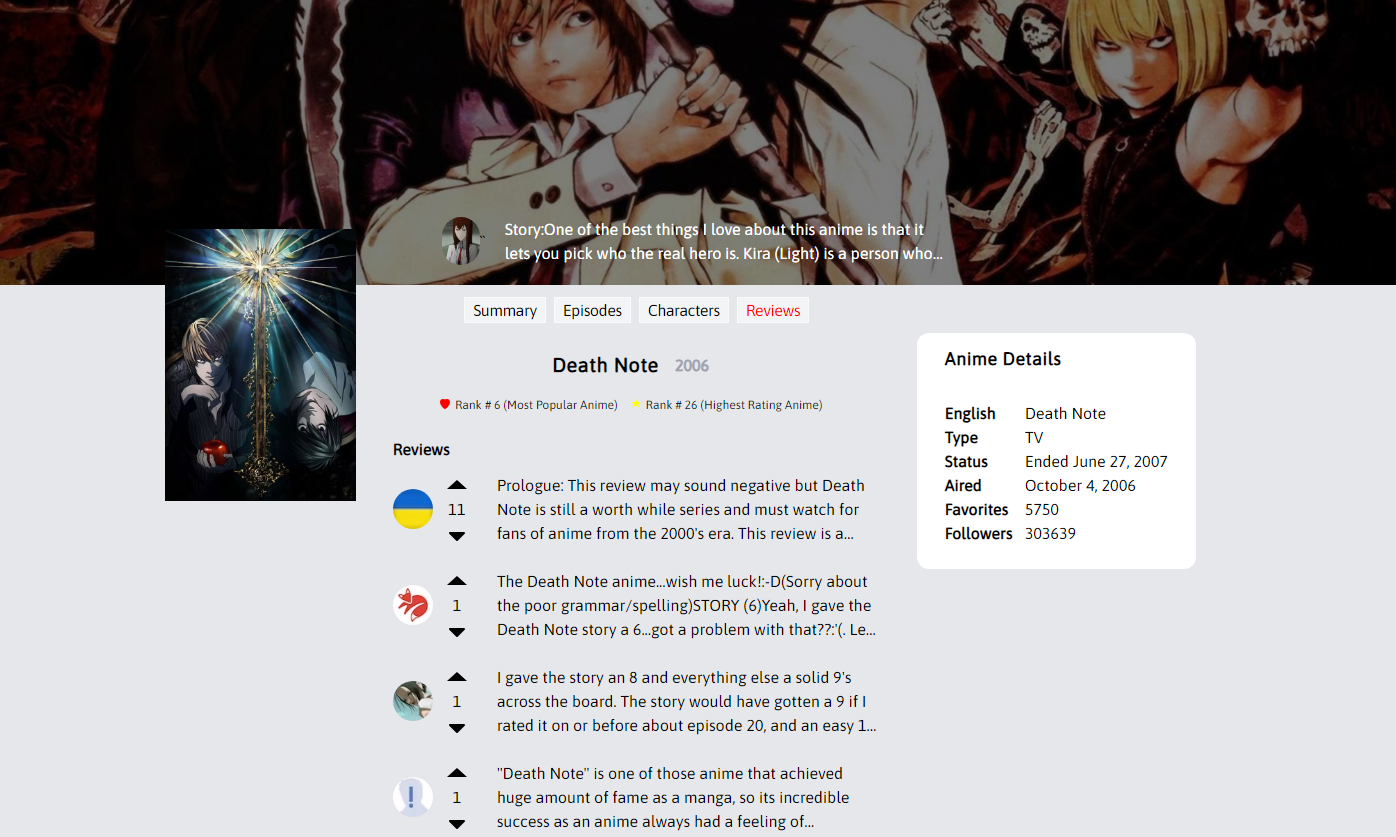 Story:One of the best things I love about this anime is that it
lets you pick who the real hero is. Kira (Light) is a person who...
Summary
Episodes
Characters
Reviews
Death Note 2006
Rank # 6 (Most Popular Anime)
Rank # 26 (Highest Rating Anime)
Reviews
11
Prologue: This review may sound negative but Death
Note is still a worth while series and must watch for
fans of anime from the 2000's era. This review is a...
1
The Death Note anime...wish me luck!:-D(Sorry about
the poor grammar/spelling)STORY (6)Yeah, I gave the
Death Note story a 6...got a problem with that??:'(. Le...
1
I gave the story an 8 and everything else a solid 9's
across the board. The story would have gotten a 9 if I
rated it on or before about episode 20, and an easy 1...
1
"Death Note" is one of those anime that achieved
huge amount of fame as a manga, so its incredible
success as an anime always had a feeling of...
Anime Details
English Death Note
Type TV
Status Ended June 27, 2007
Aired October 4, 2006
Favorites 5750
Followers 303639